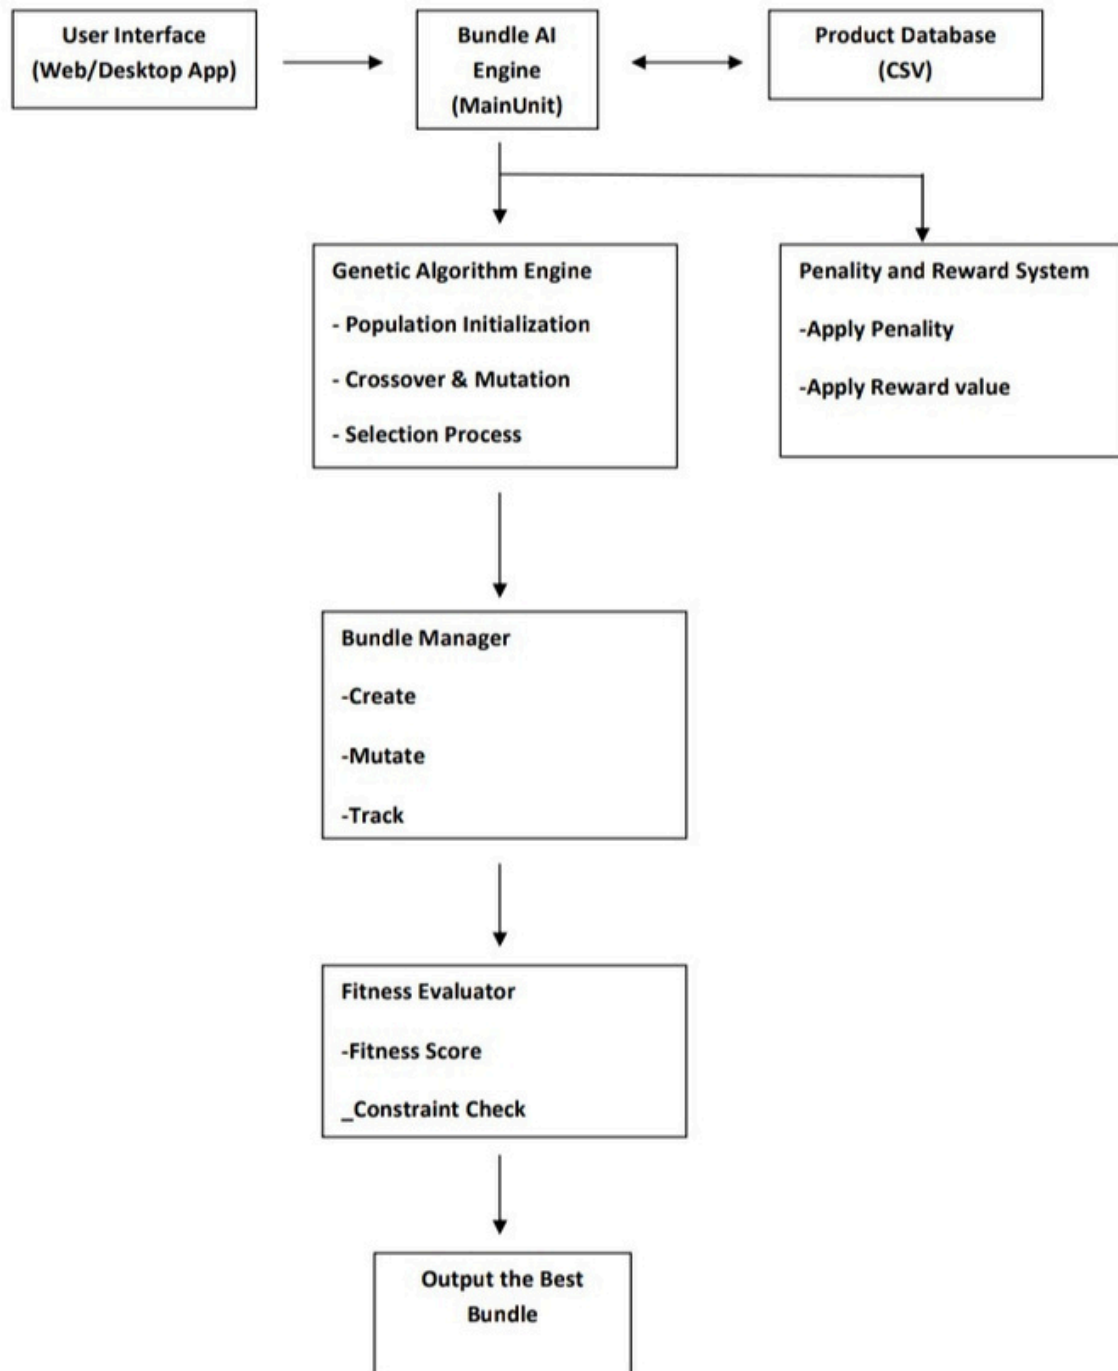 User Interface
(Web/Desktop App)
Bundle AI
Engine
(MainUnit)
Product Database
(CSV)
Genetic Algorithm Engine
- Population Initialization
- Crossover & Mutation
- Selection Process
Penality and Reward System
-Apply Penality
-Apply Reward value
Bundle Manager
-Create
-Mutate
-Track
Fitness Evaluator
-Fitness Score
_Constraint Check
Output the Best
Bundle